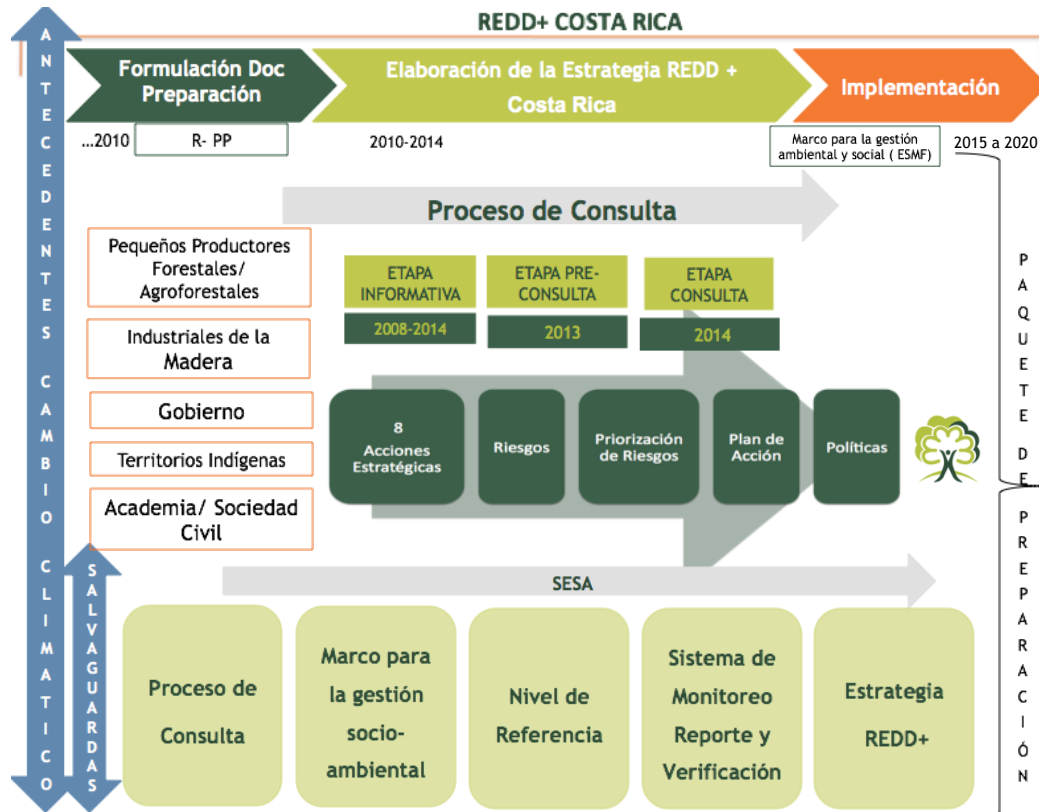 REDD+ COSTA RICA
ANTECEDENTES CAMBIO CLIMATICO
Formulación Doc
Preparación
Elaboración de la Estrategia REDD +
Costa Rica
Implementación
...2010
R- PP
2010-2014
Marco para la gestión
ambiental y social ( ESMF)
2015 a 2020
Proceso de Consulta
Pequeños Productores
Forestales/
Agroforestales
Industriales de la
Madera
Gobierno
Territorios Indígenas
Academia/ Sociedad
Civil
ETAPA
INFORMATIVA
2008-2014
ETAPA PRE-
CONSULTA
2013
ETAPA
CONSULTA
2014
8
Acciones
Estratégicas
Riesgos
Priorización
de Riesgos
Plan de
Acción
Políticas
PAQUETE DE PREPARACIÓN
SALVAGUARDAS
SESA
Proceso de
Consulta
Marco para
la gestión
socio-
ambiental
Nivel de
Referencia
Sistema de
Monitoreo
Reporte y
Verificación
Estrategia
REDD+